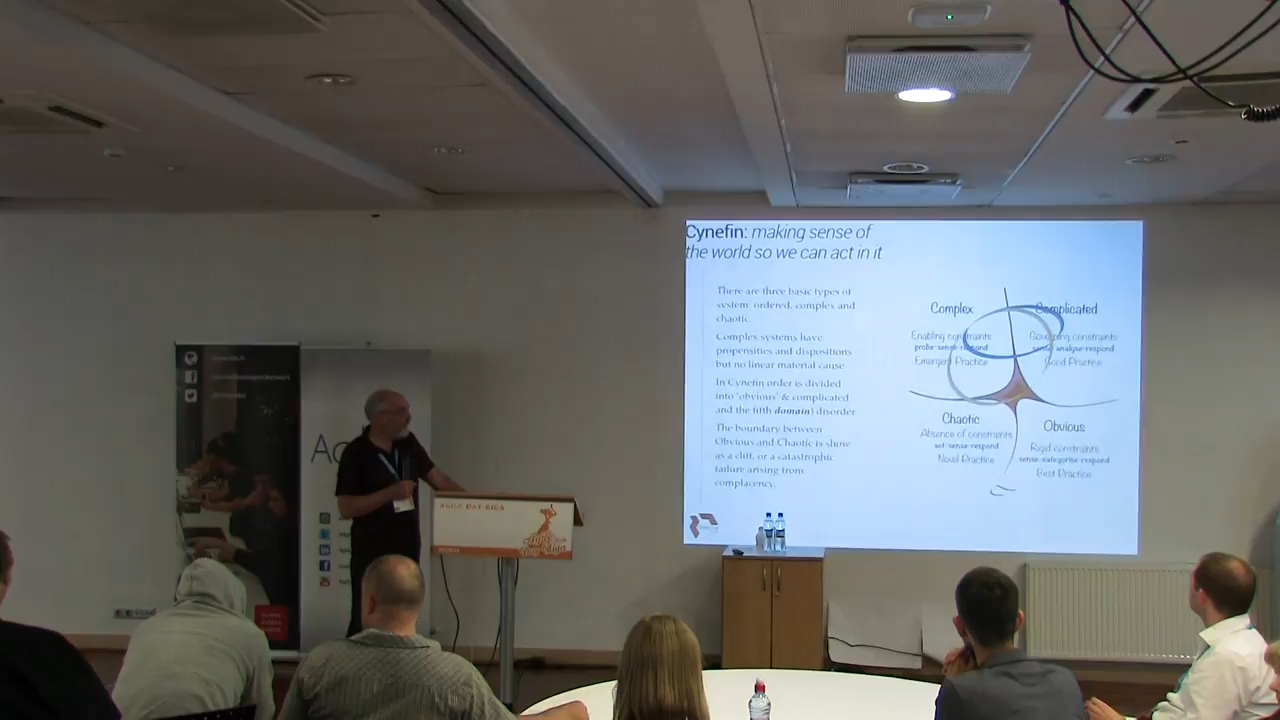 Cynefin: making sense of
the world so we can act in it
There are three basic types of
system: ordered, complex and
chaotic.
Complex systems have
propensities and dispositions
but no linear material cause
In Cynefin order is divided
into 'obvious' & complicated
and the fifth domain: disorder
The boundary between
Obvious and Chaotic is show
as a cliff, or a catastrophic
failure arising from
complacency.
Complex
Enabling constraints
probe-sense-respond
Emergent Practice
Complicated
Governing constraints
sense-analyse-respond
Good Practice
Chaotic
Absence of constraints
act-sense-respond
Novel Practice
Obvious
Rigid constraints
sense-categorise-respond
Best Practice
AGILE DAY RIGA
Agile
Day Riga